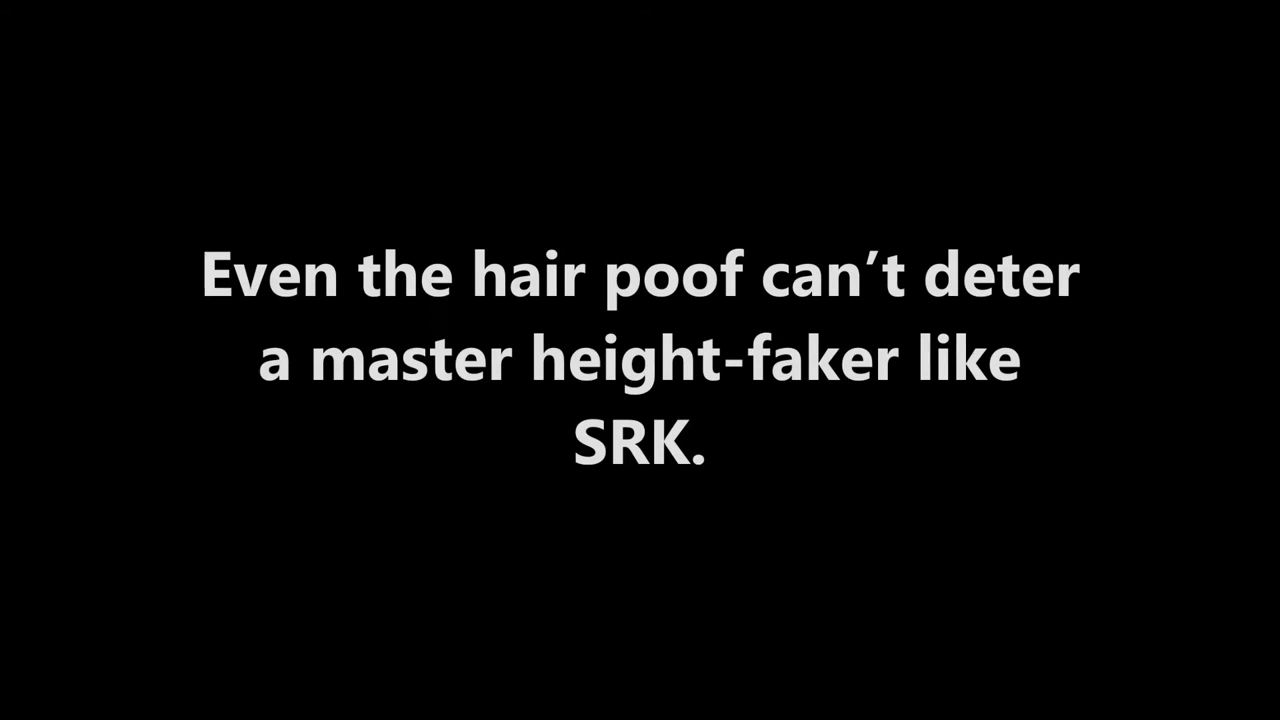 Even the hair poof can’t deter
a master height-faker like
SRK.